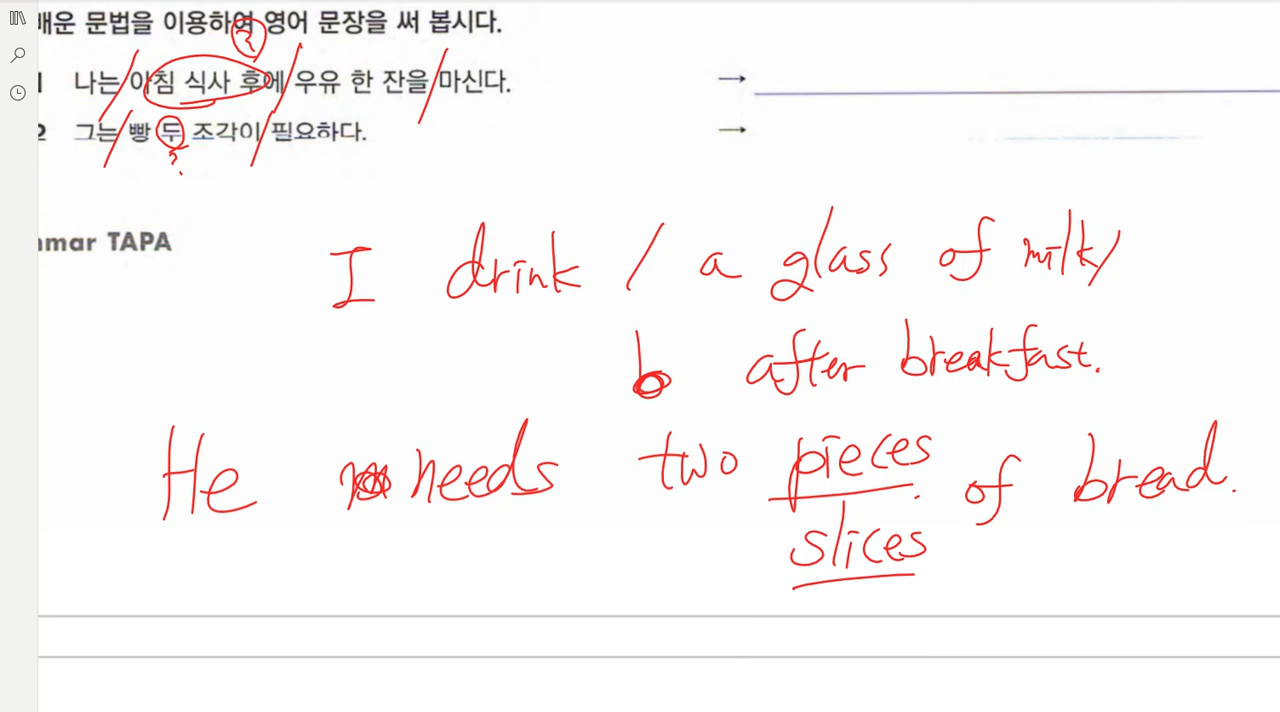 배운 문법을 이용하여 영어 문장을 써 봅시다.
?
1 나는 / 아침 식사 후에 / 우유 한 잔을 / 마신다. →
2 그는 / 빵 두 조각이 / 필요하다. →
?
mmar TAPA
I drink / a glass of milk /
after breakfast.
He needs two pieces of bread.
slices